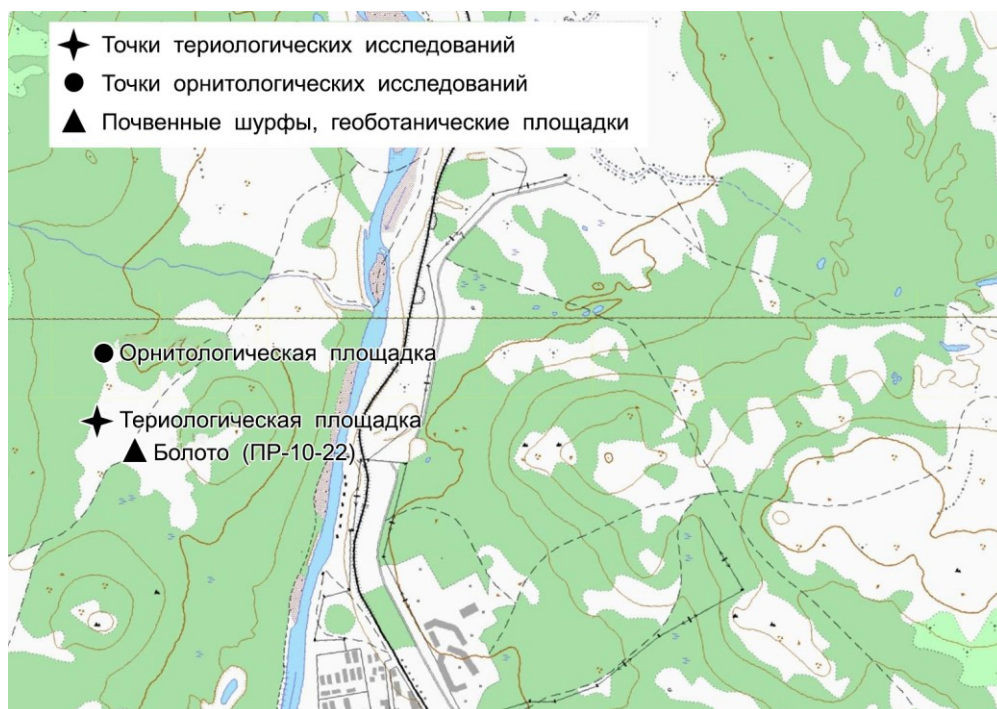 Точки териологических исследований
Точки орнитологических исследований
Почвенные шурфы, геоботанические площадки
Орнитологическая площадка
Териологическая площадка
Болото (ПР-10-22)